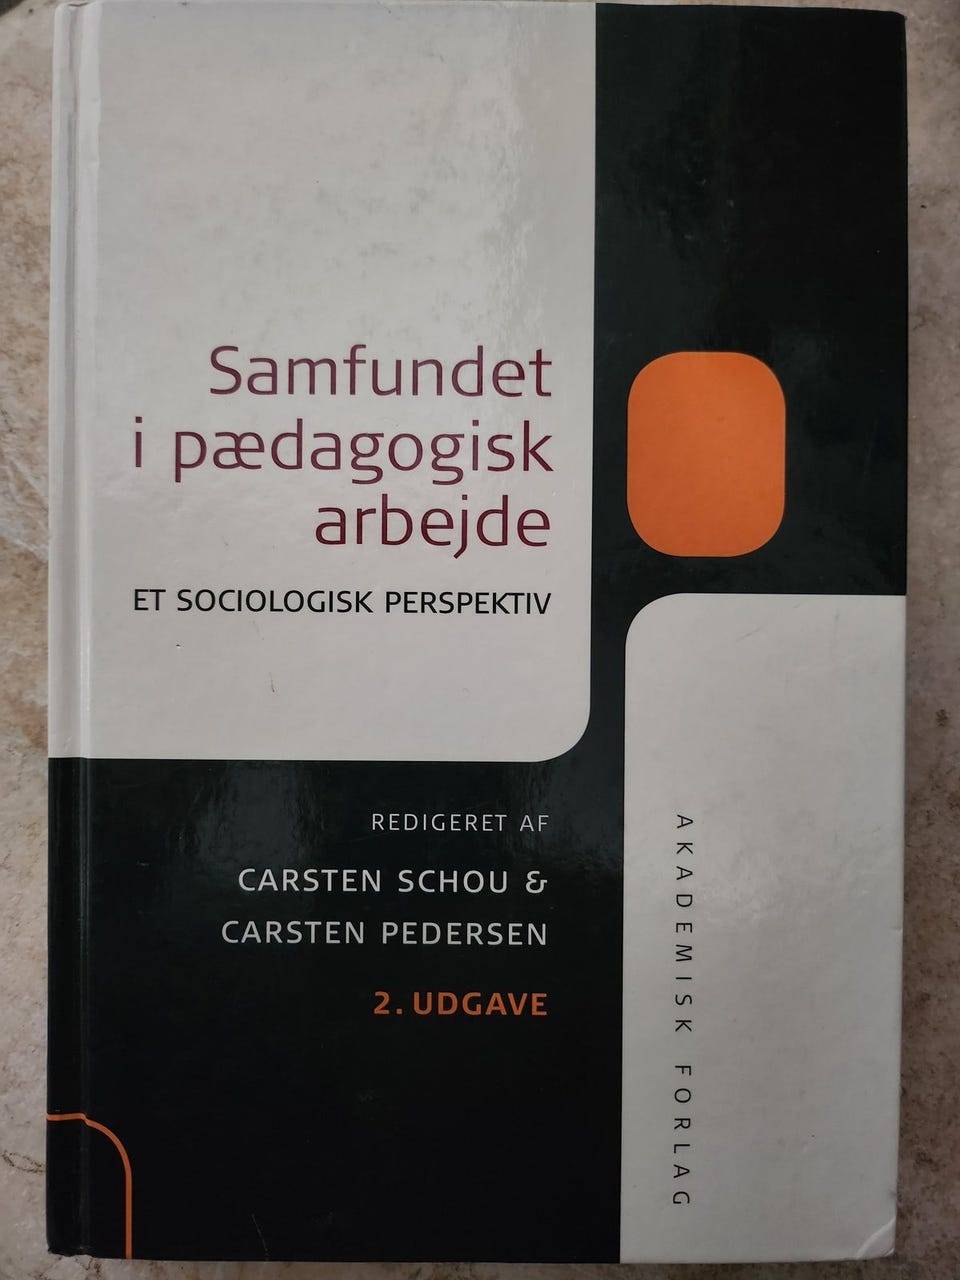 Samfundet
i pædagogisk
arbejde
ET SOCIOLOGISK PERSPEKTIV
REDIGERET AF
CARSTEN SCHOU &
CARSTEN PEDERSEN
2. UDGAVE
AKADEMISK FORLAG